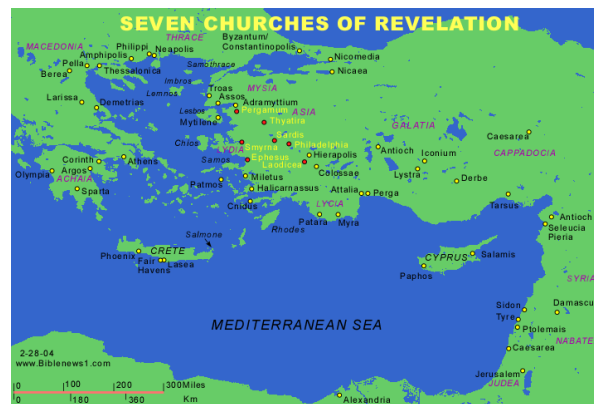 SEVEN CHURCHES OF REVELATION
THRACE
Byzantum/
Constantinopolis
MACEDONIA
Philippi
Neapolis
Amphipolis
Pella
Berea
Thessalonica
Samothrace
Nicomedia
Nicaea
Imbros
Lemnos
Troas
Assos
MYSIA
Adramyttium
Larissa
Demetrias
Lesbos
Mytilene
Pergamum
ASIA
Thyatira
Sardis
Philadelphia
GALATIA
Caesarea
CAPPADOCIA
Chios
LYDIA
Smyrna
Ephesus
Laodicea
Hierapolis
Colossae
Antioch
Iconium
Lystra
Derbe
Corinth
Argos
Athens
Olympia
ACHAIA
Sparta
Samos
Patmos
Miletus
Halicarnassus
Cnidus
Attalia
Perga
LYCIA
Patara
Myra
Tarsus
Antioch
Seleucia
Pieria
Rhodes
Salmone
CRETE
Phoenix
Fair
Havens
Lasea
CYPRUS
Salamis
Paphos
SYRIA
Sidon
Tyre
Damascu
Ptolemais
NABATE
MEDITERRANEAN SEA
Caesarea
Jerusalem
JUDEA
Alexandria
2-28-04
www.Biblenews1.com
0 100 200 300Miles
0 180 360 Km